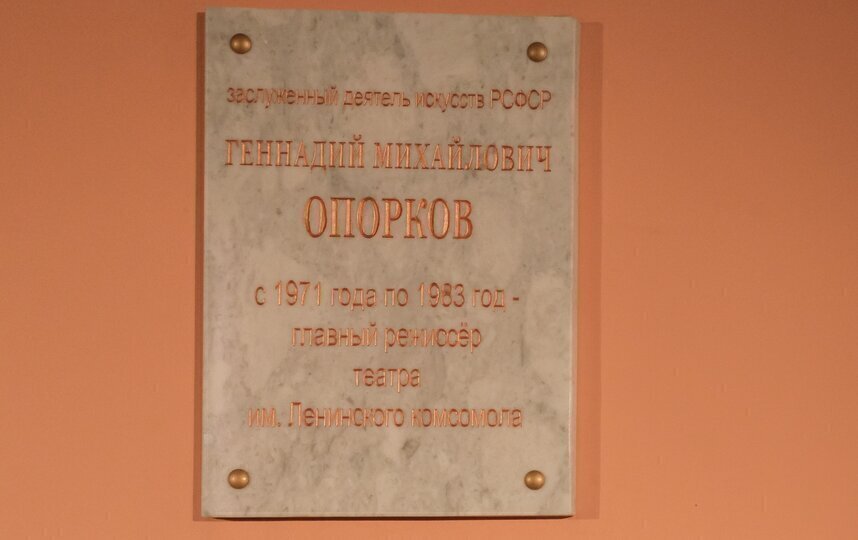 заслуженный деятель искусств РСФСР
ГЕННАДИЙ МИХАЙЛОВИЧ
ОПОРКОВ
с 1971 года по 1983 год -
главный режиссёр
театра
им. Ленинского комсомола